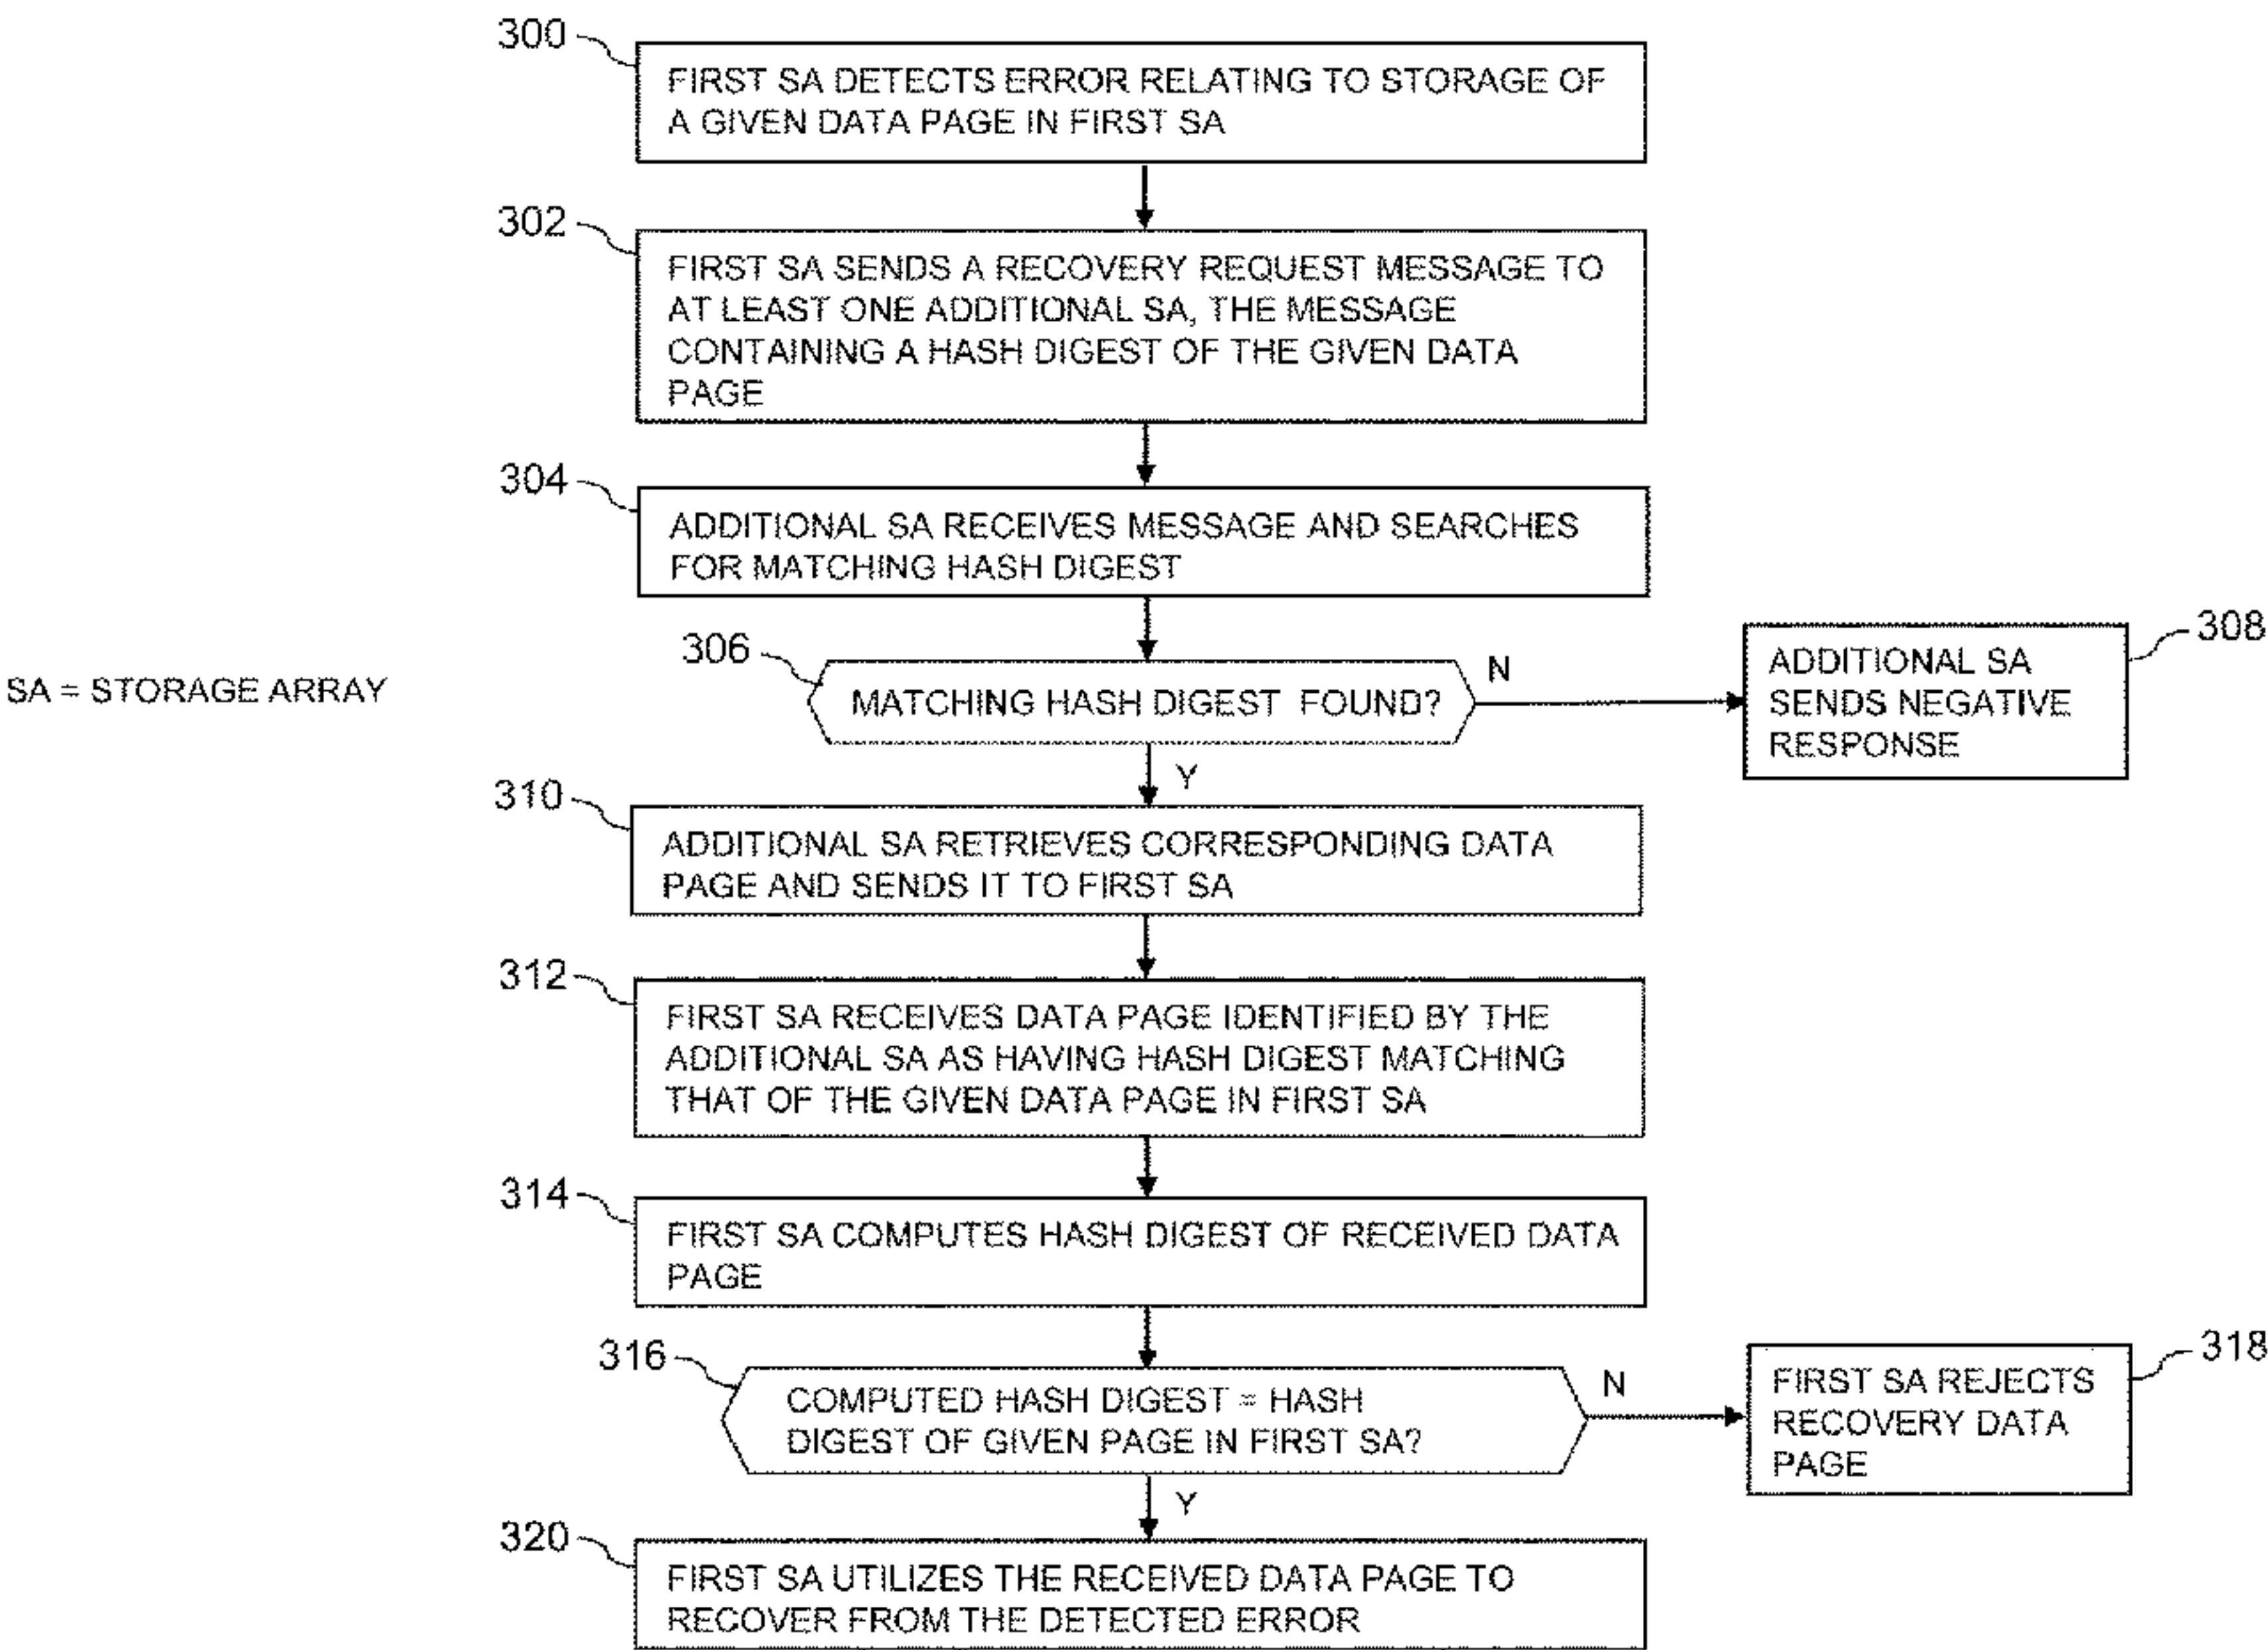 300
FIRST SA DETECTS ERROR RELATING TO STORAGE OF
A GIVEN DATA PAGE IN FIRST SA
302
FIRST SA SENDS A RECOVERY REQUEST MESSAGE TO
AT LEAST ONE ADDITIONAL SA, THE MESSAGE
CONTAINING A HASH DIGEST OF THE GIVEN DATA
PAGE
304
ADDITIONAL SA RECEIVES MESSAGE AND SEARCHES
FOR MATCHING HASH DIGEST
SA = STORAGE ARRAY
306
MATCHING HASH DIGEST FOUND?
N
308
ADDITIONAL SA
SENDS NEGATIVE
RESPONSE
Y
310
ADDITIONAL SA RETRIEVES CORRESPONDING DATA
PAGE AND SENDS IT TO FIRST SA
312
FIRST SA RECEIVES DATA PAGE IDENTIFIED BY THE
ADDITIONAL SA AS HAVING HASH DIGEST MATCHING
THAT OF THE GIVEN DATA PAGE IN FIRST SA
314
FIRST SA COMPUTES HASH DIGEST OF RECEIVED DATA
PAGE
316
COMPUTED HASH DIGEST = HASH
DIGEST OF GIVEN PAGE IN FIRST SA?
N
318
FIRST SA REJECTS
RECOVERY DATA
PAGE
Y
320
FIRST SA UTILIZES THE RECEIVED DATA PAGE TO
RECOVER FROM THE DETECTED ERROR